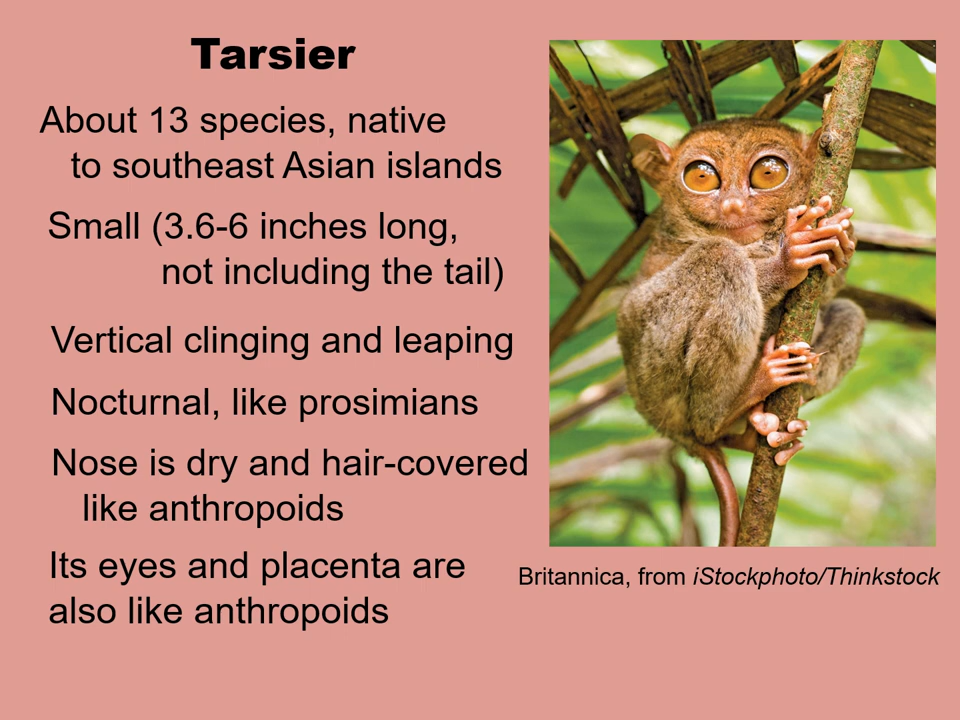 Tarsier
About 13 species, native
to southeast Asian islands
Small (3.6-6 inches long,
not including the tail)
Vertical clinging and leaping
Nocturnal, like prosimians
Nose is dry and hair-covered
like anthropoids
Its eyes and placenta are
also like anthropoids
Britannica, from iStockphoto/Thinkstock